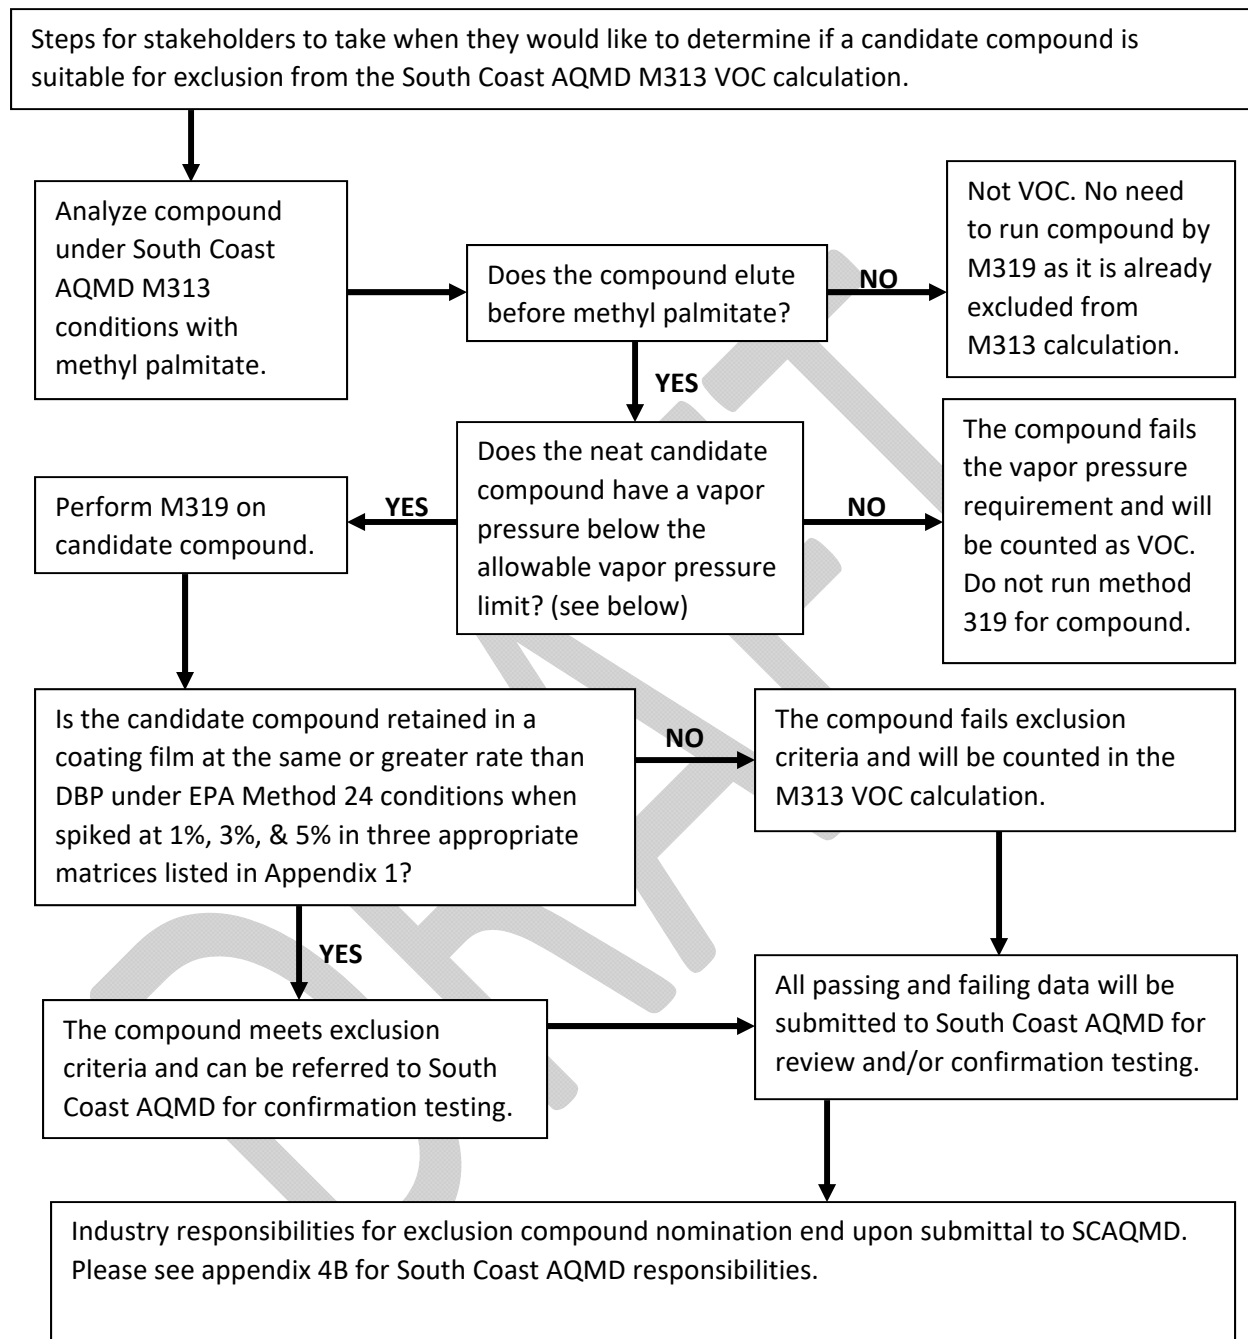 Steps for stakeholders to take when they would like to determine if a candidate compound is
suitable for exclusion from the South Coast AQMD M313 VOC calculation.
Analyze compound
under South Coast
AQMD M313
conditions with
methyl palmitate.
Does the compound elute
before methyl palmitate?
NO
Not VOC. No need
to run compound by
M319 as it is already
excluded from
M313 calculation.
YES
Does the neat candidate
compound have a vapor
pressure below the
allowable vapor pressure
limit? (see below)
NO
The compound fails
the vapor pressure
requirement and will
be counted as VOC.
Do not run method
319 for compound.
YES
Perform M319 on
candidate compound.
Is the candidate compound retained in a
coating film at the same or greater rate than
DBP under EPA Method 24 conditions when
spiked at 1%, 3%, & 5% in three appropriate
matrices listed in Appendix 1?
NO
The compound fails exclusion
criteria and will be counted in the
M313 VOC calculation.
YES
The compound meets exclusion
criteria and can be referred to South
Coast AQMD for confirmation testing.
All passing and failing data will be
submitted to South Coast AQMD for
review and/or confirmation testing.
Industry responsibilities for exclusion compound nomination end upon submittal to SCAQMD.
Please see appendix 4B for South Coast AQMD responsibilities.
DRAFT